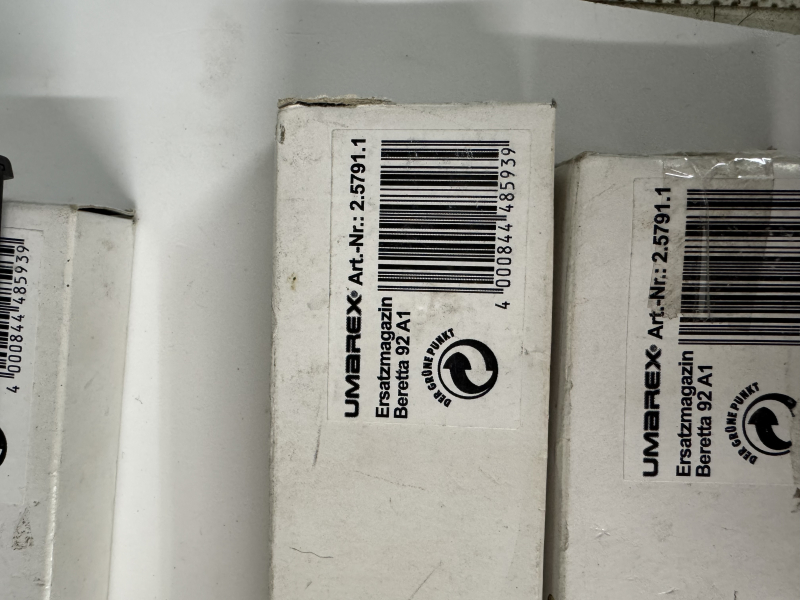 4 000844 485939
UMAREX® Art.-Nr.: 2.5791.1
Ersatzmagazin
Beretta 92 A1
4 000844 485939
DER GRÜNE PUNKT
UMAREX® Art.-Nr.: 2.5791.1
Ersatzmagazin
Beretta 92 A1
DER GRÜNE PUNKT